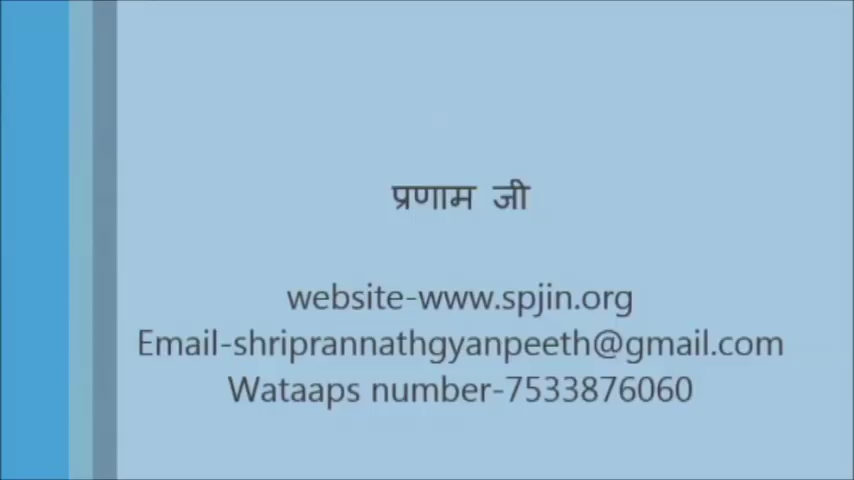 प्रणाम जी
website-www.spjin.org
Email-shriprannathgyanpeeth@gmail.com
Wataaps number-7533876060